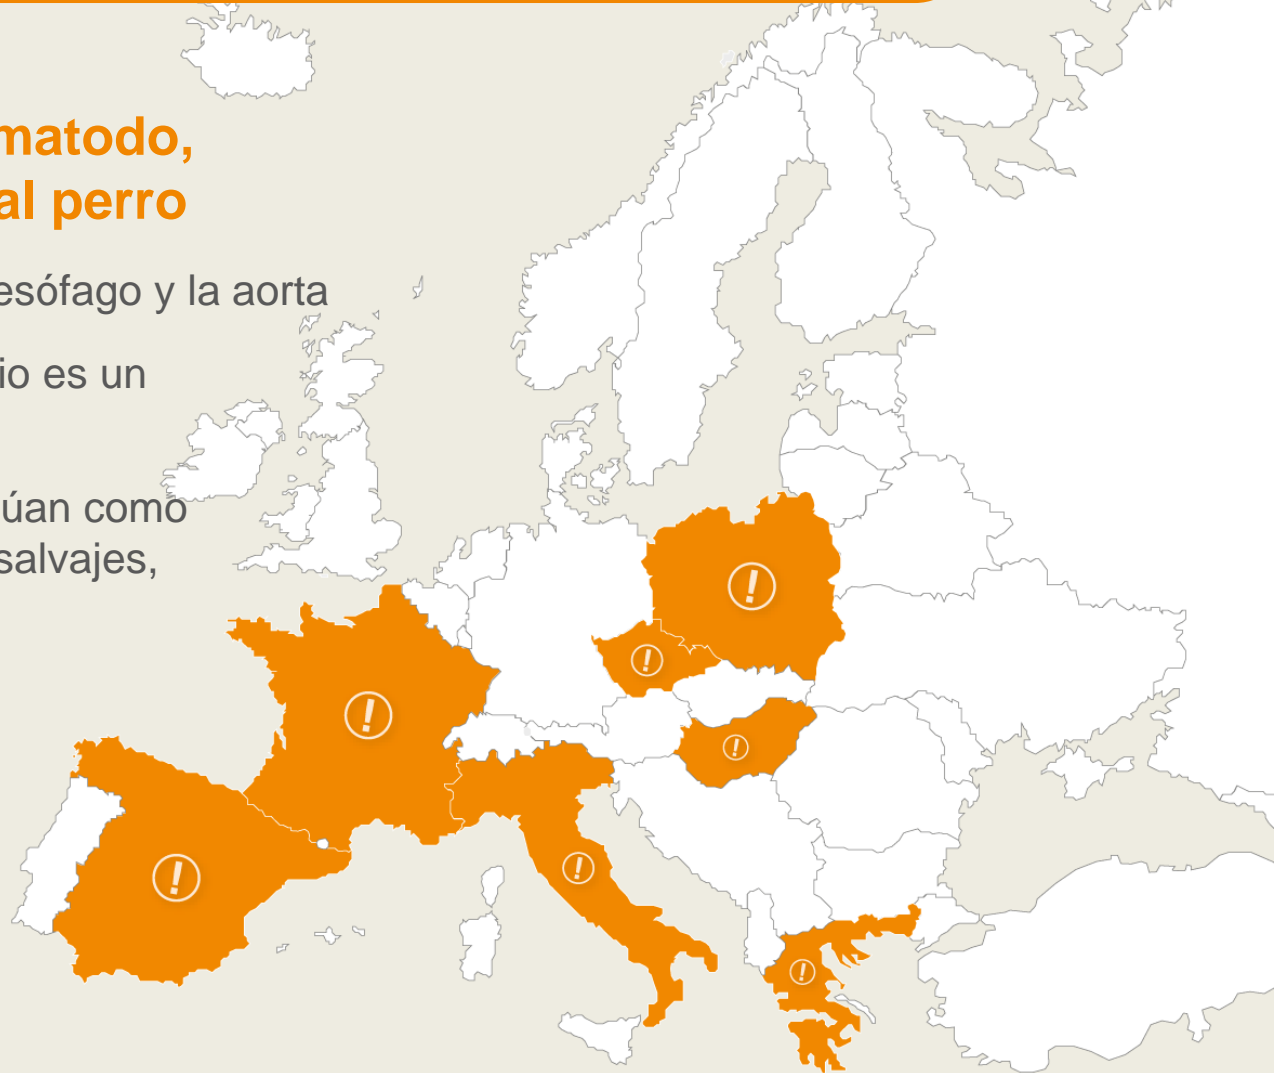 matodo,
al perro
esófago y la aorta
io es un
úan como
salvajes,
!
!
!
!
!
!
!